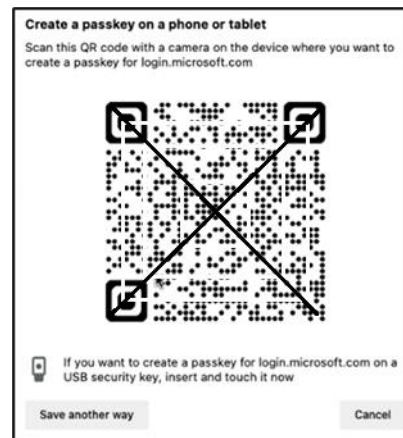 Create a passkey on a phone or tablet
Scan this QR code with a camera on the device where you want to
create a passkey for login.microsoft.com
If you want to create a passkey for login.microsoft.com on a
USB security key, insert and touch it now
Save another way
Cancel